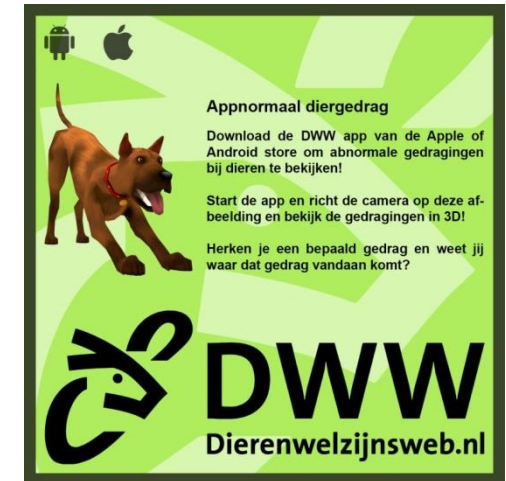 Appnormaal diergedrag
Download de DWW app van de Apple of
Android store om abnormale gedragingen
bij dieren te bekijken!
Start de app en richt de camera op deze af-
beelding en bekijk de gedragingen in 3D!
Herken je een bepaald gedrag en weet jij
waar dat gedrag vandaan komt?
DWW
Dierenwelzijnsweb.nl